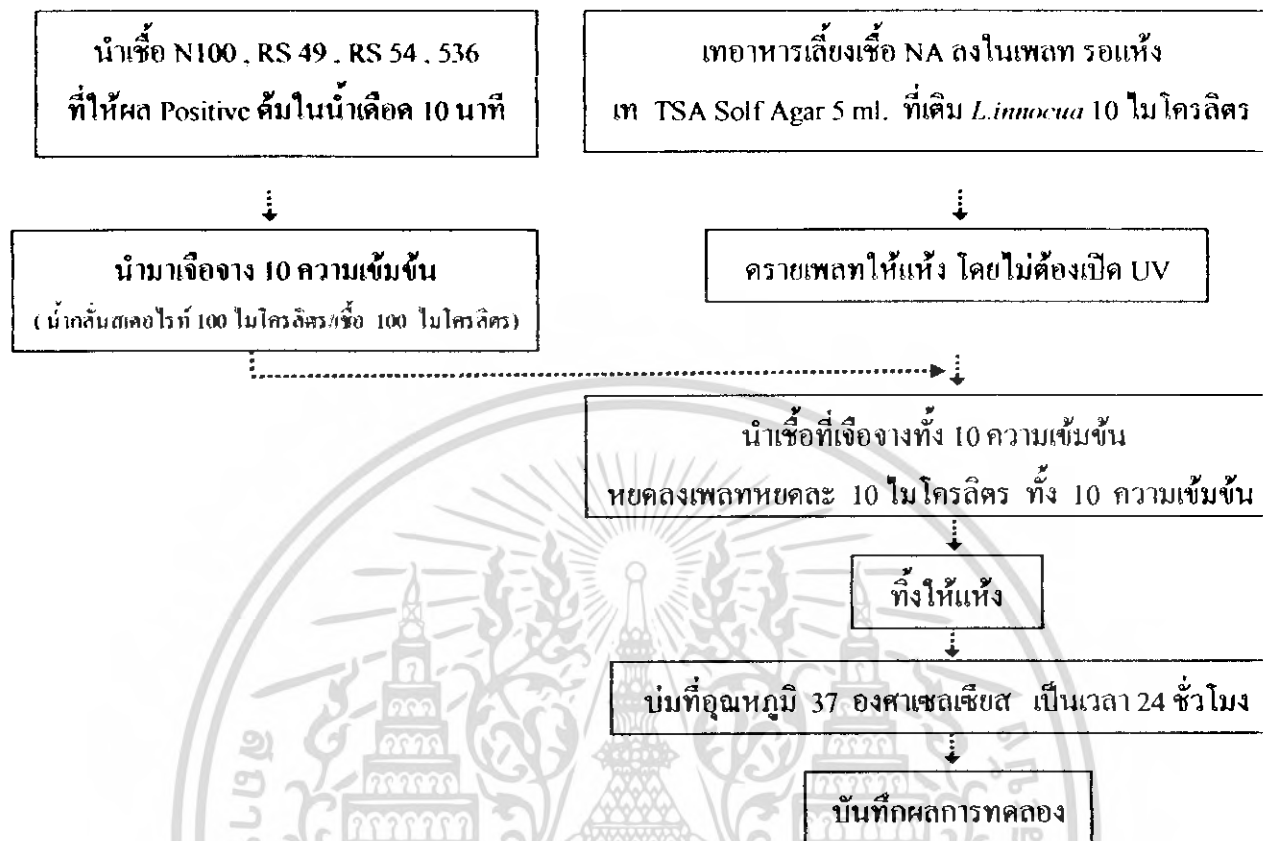 นำเชื้อ N100 , RS 49 , RS 54 , 536
ที่ให้ผล Positive ต้มในน้ำเดือด 10 นาที
นำมาเจือจาง 10 ความเข้มข้น
( น้ำกลั่นสเตอไรท์ 100 ไมโครลิตร/เชื้อ 100 ไมโครลิตร)
เทอาหารเลี้ยงเชื้อ NA ลงในเพลท รอแห้ง
เท TSA Solf Agar 5 ml. ที่เติม L.innocua 10 ไมโครลิตร
ดรายเพลทให้แห้ง โดยไม่ต้องเปิด UV
นำเชื้อที่เจือจางทั้ง 10 ความเข้มข้น
หยดลงเพลทหยดละ 10 ไมโครลิตร ทั้ง 10 ความเข้มข้น
ทิ้งให้แห้ง
บ่มที่อุณหภูมิ 37 องศาเซลเซียส เป็นเวลา 24 ชั่วโมง
บันทึกผลการทดลอง